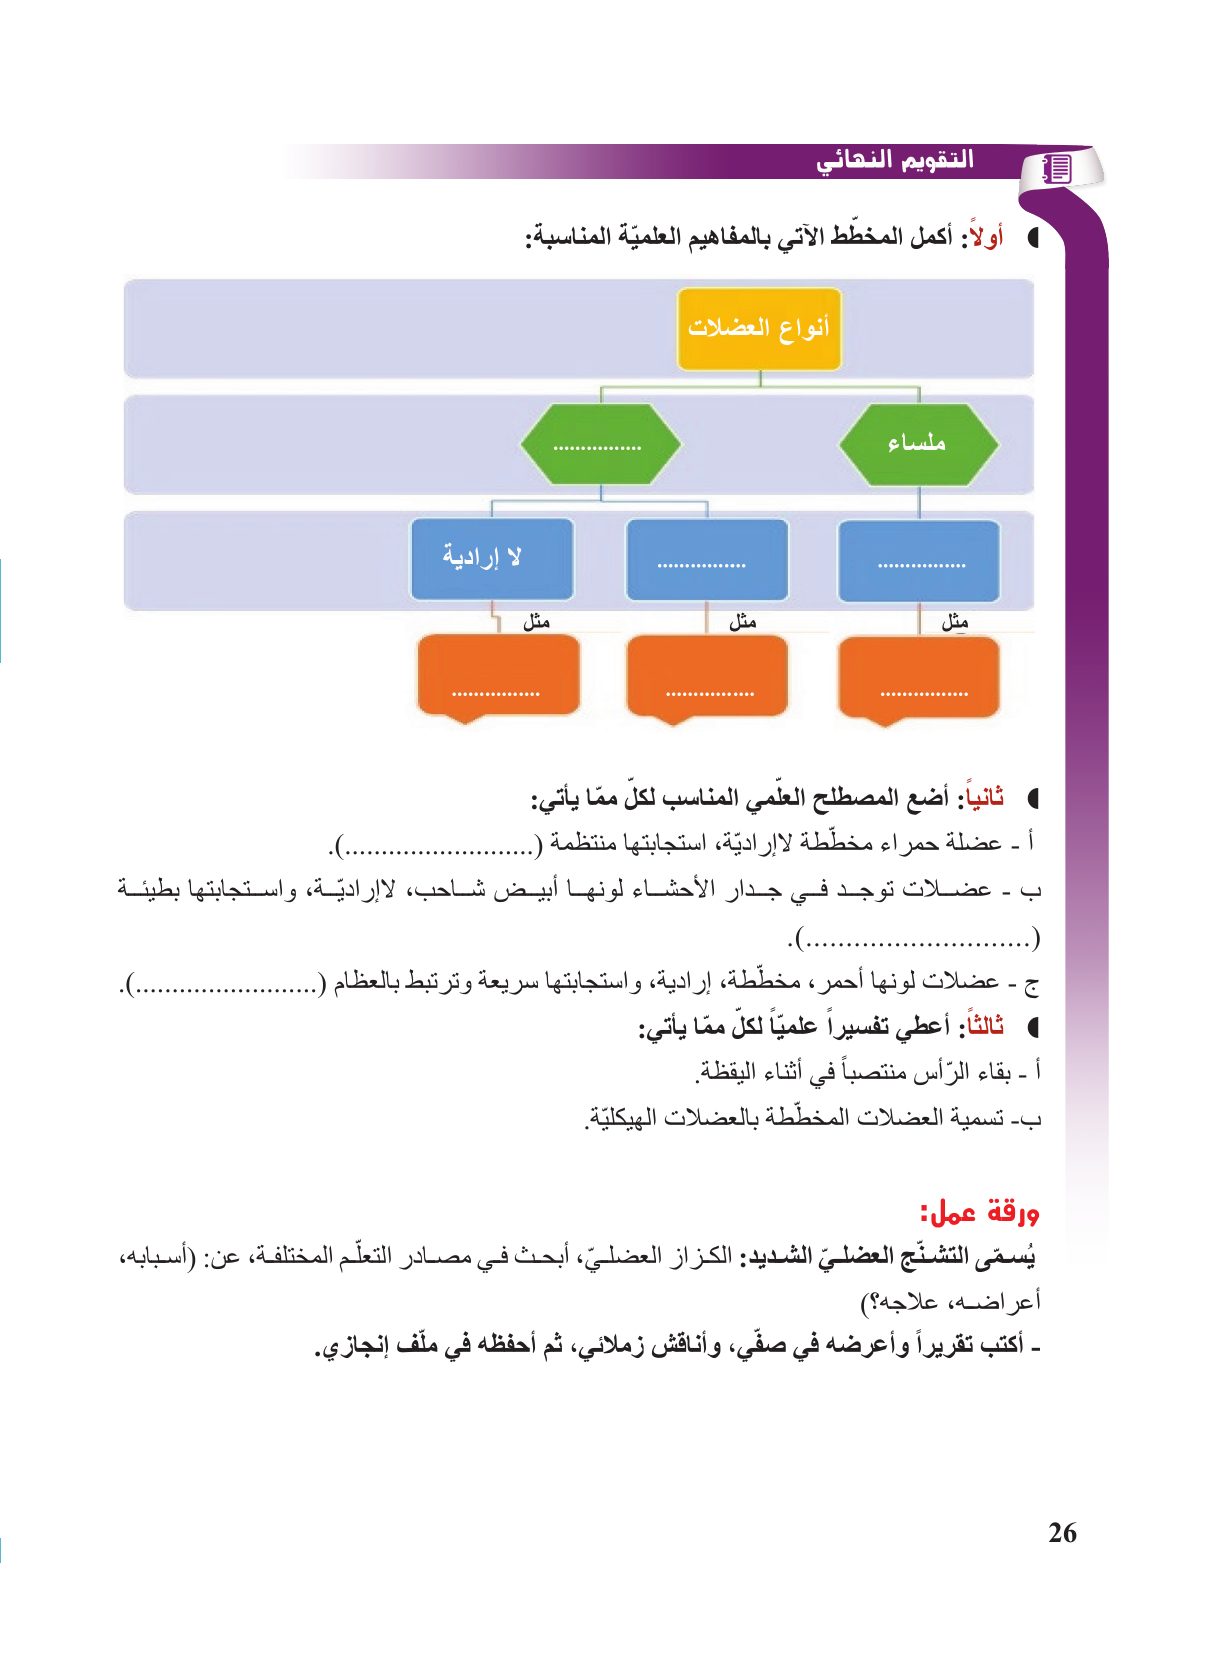 التقويم النهائي
أولاً: أكمل المخطّط الآتي بالمفاهيم العلميّة المناسبة:
أنواع العضلات
ملساء
................
................
................
لا إرادية
مثل
مثل
مثل
................
................
................
ثانياً: أضع المصطلح العلّمي المناسب لكلّ ممّا يأتي:
أ - عضلة حمراء مخطّطة لاإراديّة، استجابتها منتظمة (..........................).
ب - عضلات توجد في جدار الأحشاء لونها أبيض شاحب، لاإراديّة، واستجابتها بطيئة
(............................).
ج - عضلات لونها أحمر، مخطّطة، إرادية، واستجابتها سريعة وترتبط بالعظام (.........................).
ثالثاً: أعطي تفسيراً علميّاً لكلّ ممّا يأتي:
أ - بقاء الرّأس منتصباً في أثناء اليقظة.
ب- تسمية العضلات المخطّطة بالعضلات الهيكليّة.
ورقة عمل:
يُسمّى التشنّج العضليّ الشديد: الكزاز العضليّ، أبحث في مصادر التعلّم المختلفة، عن: (أسبابه،
أعراضه، علاجه؟)
- أكتب تقريراً وأعرضه في صفّي، وأناقش زملائي، ثم أحفظه في ملّف إنجازي.
26